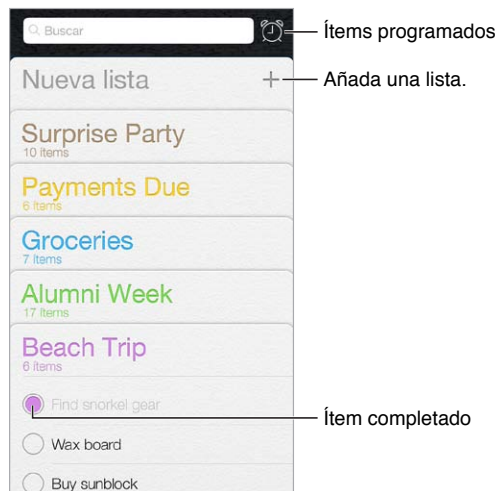 Buscar
Ítems programados
Nueva lista
Añada una lista.
Surprise Party
10 ítems
Payments Due
6 ítems
Groceries
7 ítems
Alumni Week
17 ítems
Beach Trip
6 ítems
Find snorkel gear
Ítem completado
Wax board
Buy sunblock